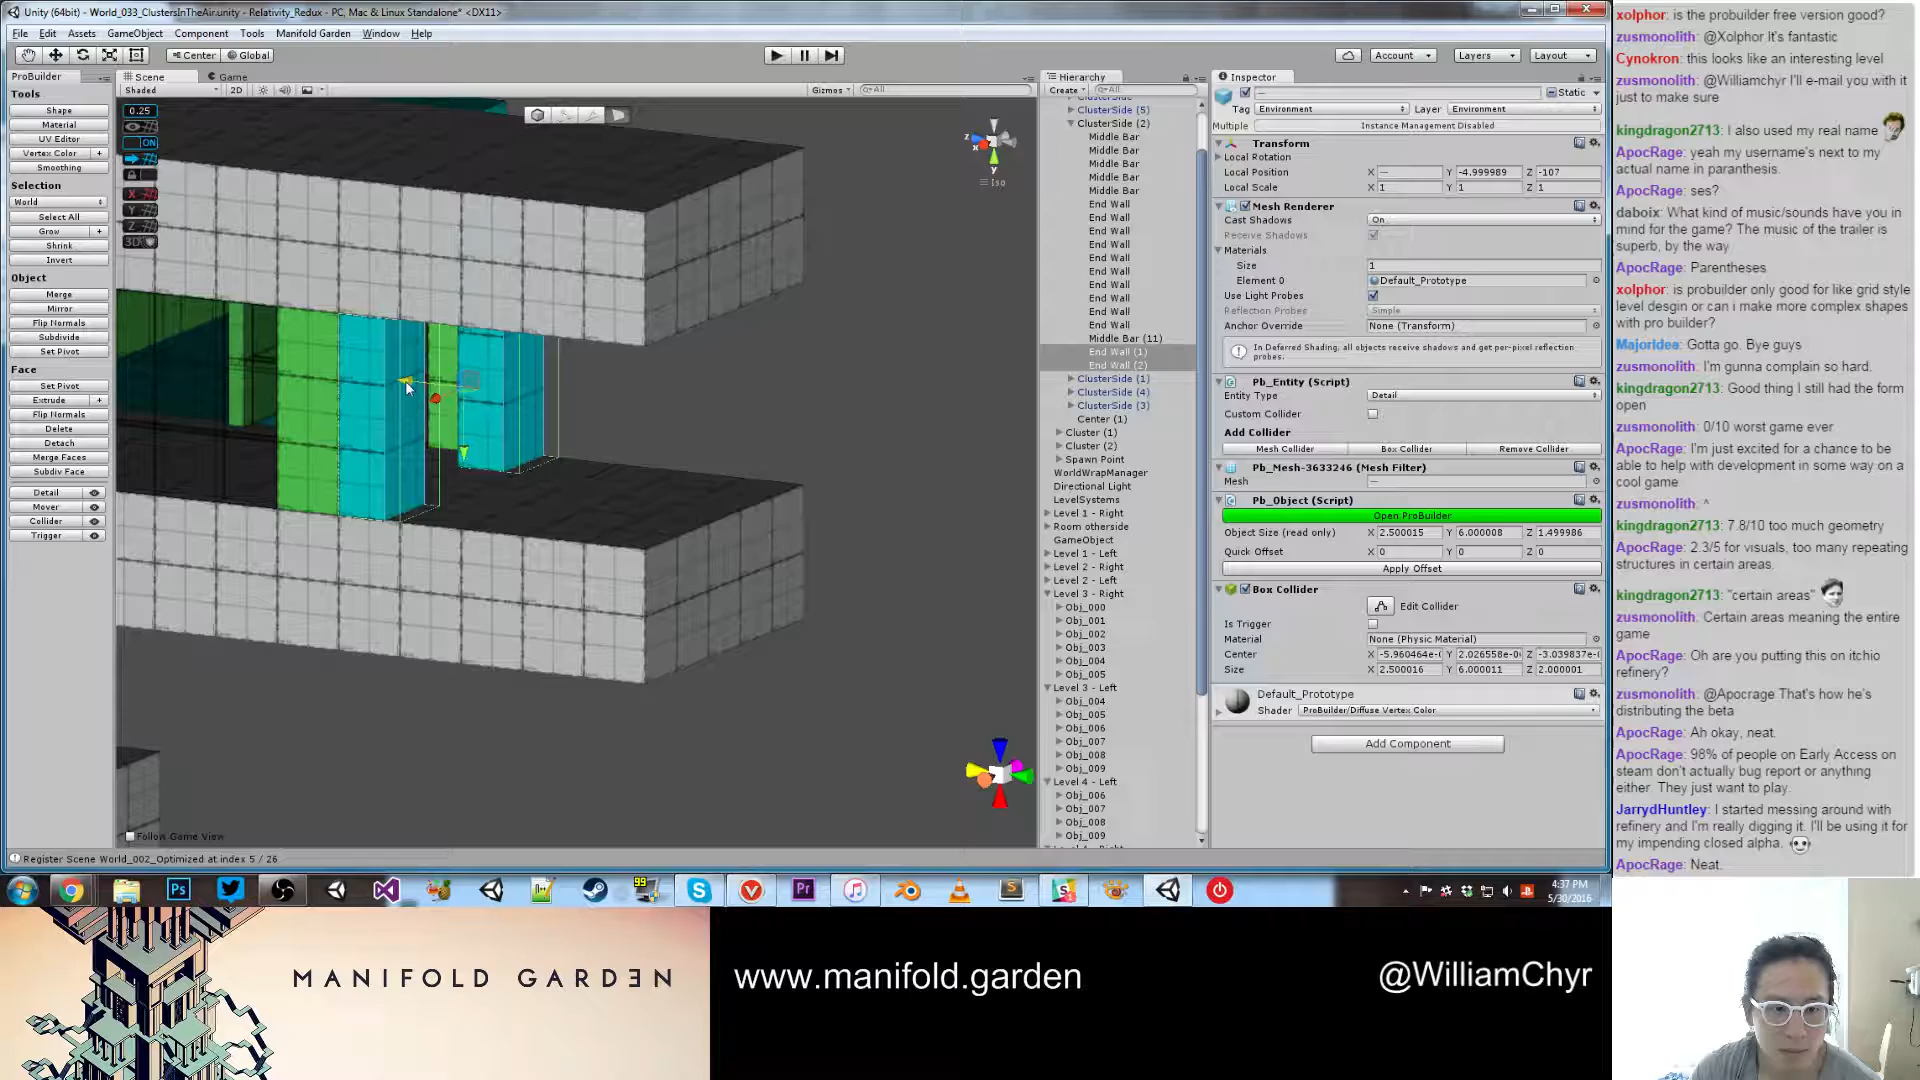 Unity (64bit) - World_033_ClustersInTheAir.unity - Relativity_Redux - PC, Mac & Linux Standalone* <DX11>
File Edit Assets GameObject Component Tools Manifold Garden Window Help
Center Global
Account Layers Layout
ProBuilder
Tools
Shape
Material
UV Editor
Vertex Color +
Smoothing
Selection
World
Select All
Grow +
Shrink
Invert
Object
Merge
Mirror
Flip Normals
Subdivide
Set Pivot
Face
Set Pivot
Extrude +
Flip Normals
Delete
Detach
Merge Faces
Subdiv Face
Detail
Mover
Collider
Trigger
Scene Game
Shaded 2D Gizmos All
0.25
ON
X
Y
Z
3D
z x
y
Iso
Follow Game View
Register Scene World_002_Optimized at index 5 / 26
Hierarchy
Create All
ClusterSide (5)
ClusterSide (2)
Middle Bar
Middle Bar
Middle Bar
Middle Bar
Middle Bar
End Wall
End Wall
End Wall
End Wall
End Wall
End Wall
End Wall
End Wall
End Wall
End Wall
Middle Bar (11)
End Wall (1)
End Wall (2)
ClusterSide (1)
ClusterSide (4)
ClusterSide (3)
Center (1)
Cluster (1)
Cluster (2)
Spawn Point
WorldWrapManager
Directional Light
LevelSystems
Level 1 - Right
Room otherside
GameObject
Level 1 - Left
Level 2 - Right
Level 2 - Left
Level 3 - Right
Obj_000
Obj_001
Obj_002
Obj_003
Obj_004
Obj_005
Level 3 - Left
Obj_004
Obj_005
Obj_006
Obj_007
Obj_008
Obj_009
Level 4 - Left
Obj_006
Obj_007
Obj_008
Obj_009
Inspector
— Static
Tag Environment Layer Environment
Multiple Instance Management Disabled
Transform
Local Rotation
Local Position X — Y -4.999989 Z -107
Local Scale X 1 Y 1 Z 1
Mesh Renderer
Cast Shadows On
Receive Shadows
Materials
Size 1
Element 0 Default_Prototype
Use Light Probes
Reflection Probes Simple
Anchor Override None (Transform)
In Deferred Shading, all objects receive shadows and get per-pixel reflection
probes.
Pb_Entity (Script)
Entity Type Detail
Custom Collider
Add Collider
Mesh Collider Box Collider Remove Collider
Pb_Mesh-3633246 (Mesh Filter)
Mesh —
Pb_Object (Script)
Open ProBuilder
Object Size (read only) X 2.500015 Y 6.000008 Z 1.499986
Quick Offset X 0 Y 0 Z 0
Apply Offset
Box Collider
Edit Collider
Is Trigger
Material None (Physic Material)
Center X -5.960464e- Y 2.026558e-0 Z -3.039837e-
Size X 2.500016 Y 6.000011 Z 2.000001
Default_Prototype
Shader ProBuilder/Diffuse Vertex Color
Add Component
xolphor: is the probuilder free version good?
zusmonolith: @Xolphor It's fantastic
Cynokron: this looks like an interesting level
zusmonolith: @Williamchyr I'll e-mail you with it
just to make sure
kingdragon2713: I also used my real name
ApocRage: yeah my username's next to my
actual name in paranthesis.
ApocRage: ses?
daboix: What kind of music/sounds have you in
mind for the game? The music of the trailer is
superb, by the way
ApocRage: Parentheses
xolphor: is probuilder only good for like grid style
level desgin or can i make more complex shapes
with pro builder?
MajorIdea: Gotta go. Bye guys
zusmonolith: I'm gunna complain so hard.
kingdragon2713: Good thing I still had the form
open
zusmonolith: 0/10 worst game ever
ApocRage: I'm just excited for a chance to be
able to help with development in some way on a
cool game
zusmonolith: ^
kingdragon2713: 7.8/10 too much geometry
ApocRage: 2.3/5 for visuals, too many repeating
structures in certain areas.
kingdragon2713: "certain areas"
zusmonolith: Certain areas meaning the entire
game
ApocRage: Oh are you putting this on itchio
refinery?
zusmonolith: @Apocrage That's how he's
distributing the beta
ApocRage: Ah okay, neat.
ApocRage: 98% of people on Early Access on
steam don't actually bug report or anything
either. They just want to play.
JarrydHuntley: I started messing around with
refinery and I'm really digging it. I'll be using it for
my impending closed alpha.
ApocRage: Neat.
Ps
99
Pr
S
4:37 PM
5/30/2016
MANIFOLD GARDƎN
www.manifold.garden
@WilliamChyr